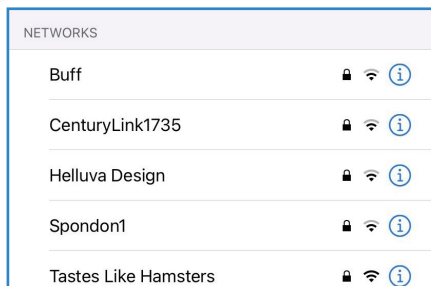 NETWORKS
Buff
CenturyLink1735
Helluva Design
Spondon1
Tastes Like Hamsters